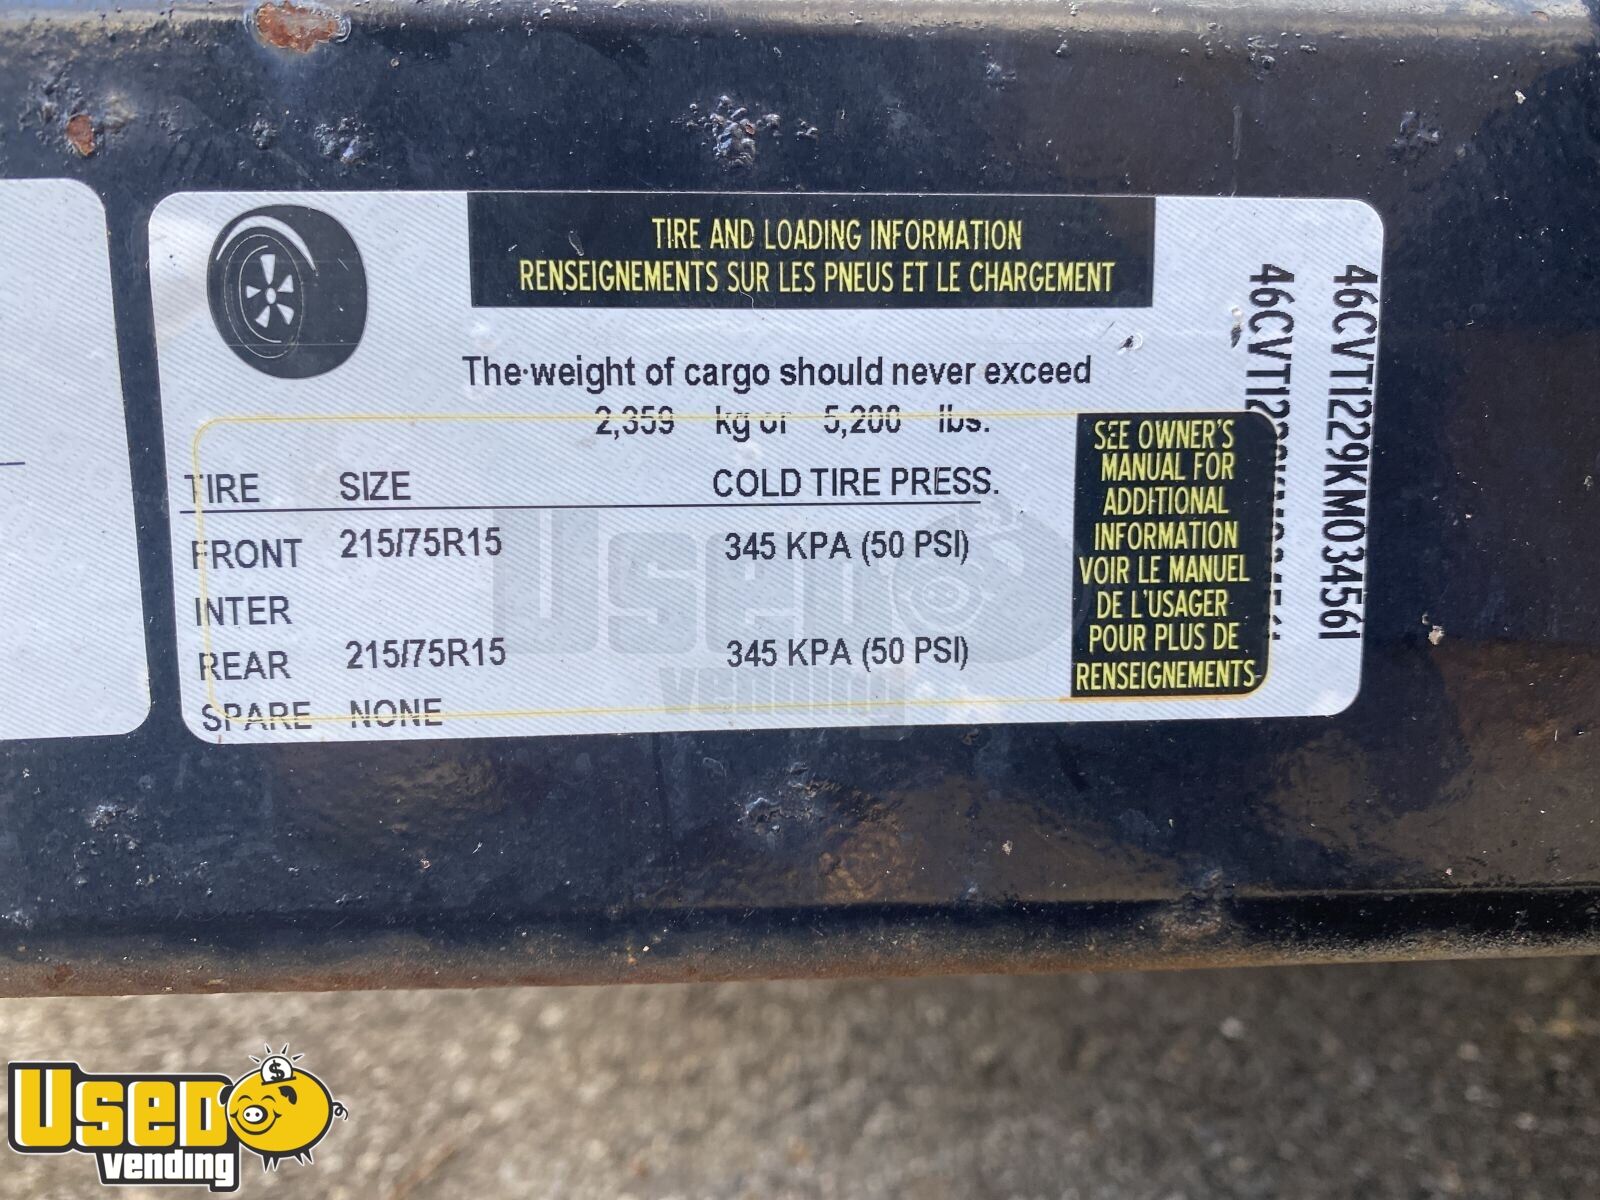 TIRE AND LOADING INFORMATION
RENSEIGNEMENTS SUR LES PNEUS ET LE CHARGEMENT
The weight of cargo should never exceed
2,359 kg or 5,200 lbs.
TIRE SIZE COLD TIRE PRESS.
FRONT 215/75R15 345 KPA (50 PSI)
INTER
REAR 215/75R15 345 KPA (50 PSI)
SPARE NONE
SEE OWNER'S
MANUAL FOR
ADDITIONAL
INFORMATION
VOIR LE MANUEL
DE L'USAGER
POUR PLUS DE
RENSEIGNEMENTS
46CVT1229KM034561
Used
vending
USED
vending